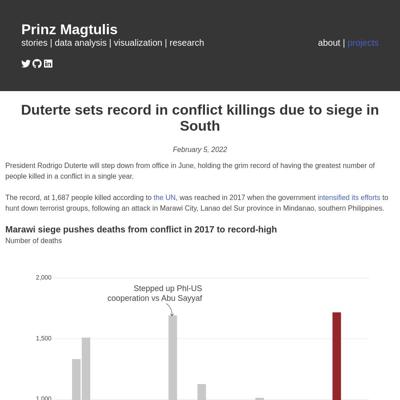 Prinz Magtulis
stories | data analysis | visualization | research
about | projects
Duterte sets record in conflict killings due to siege in
South
February 5, 2022
President Rodrigo Duterte will step down from office in June, holding the grim record of having the greatest number of
people killed in a conflict in a single year.
The record, at 1,687 people killed according to the UN, was reached in 2017 when the government intensified its efforts to
hunt down terrorist groups, following an attack in Marawi City, Lanao del Sur province in Mindanao, southern Philippines.
Marawi siege pushes deaths from conflict in 2017 to record-high
Number of deaths
2,000
Stepped up Phl-US
cooperation vs Abu Sayyaf
1,500
1,000